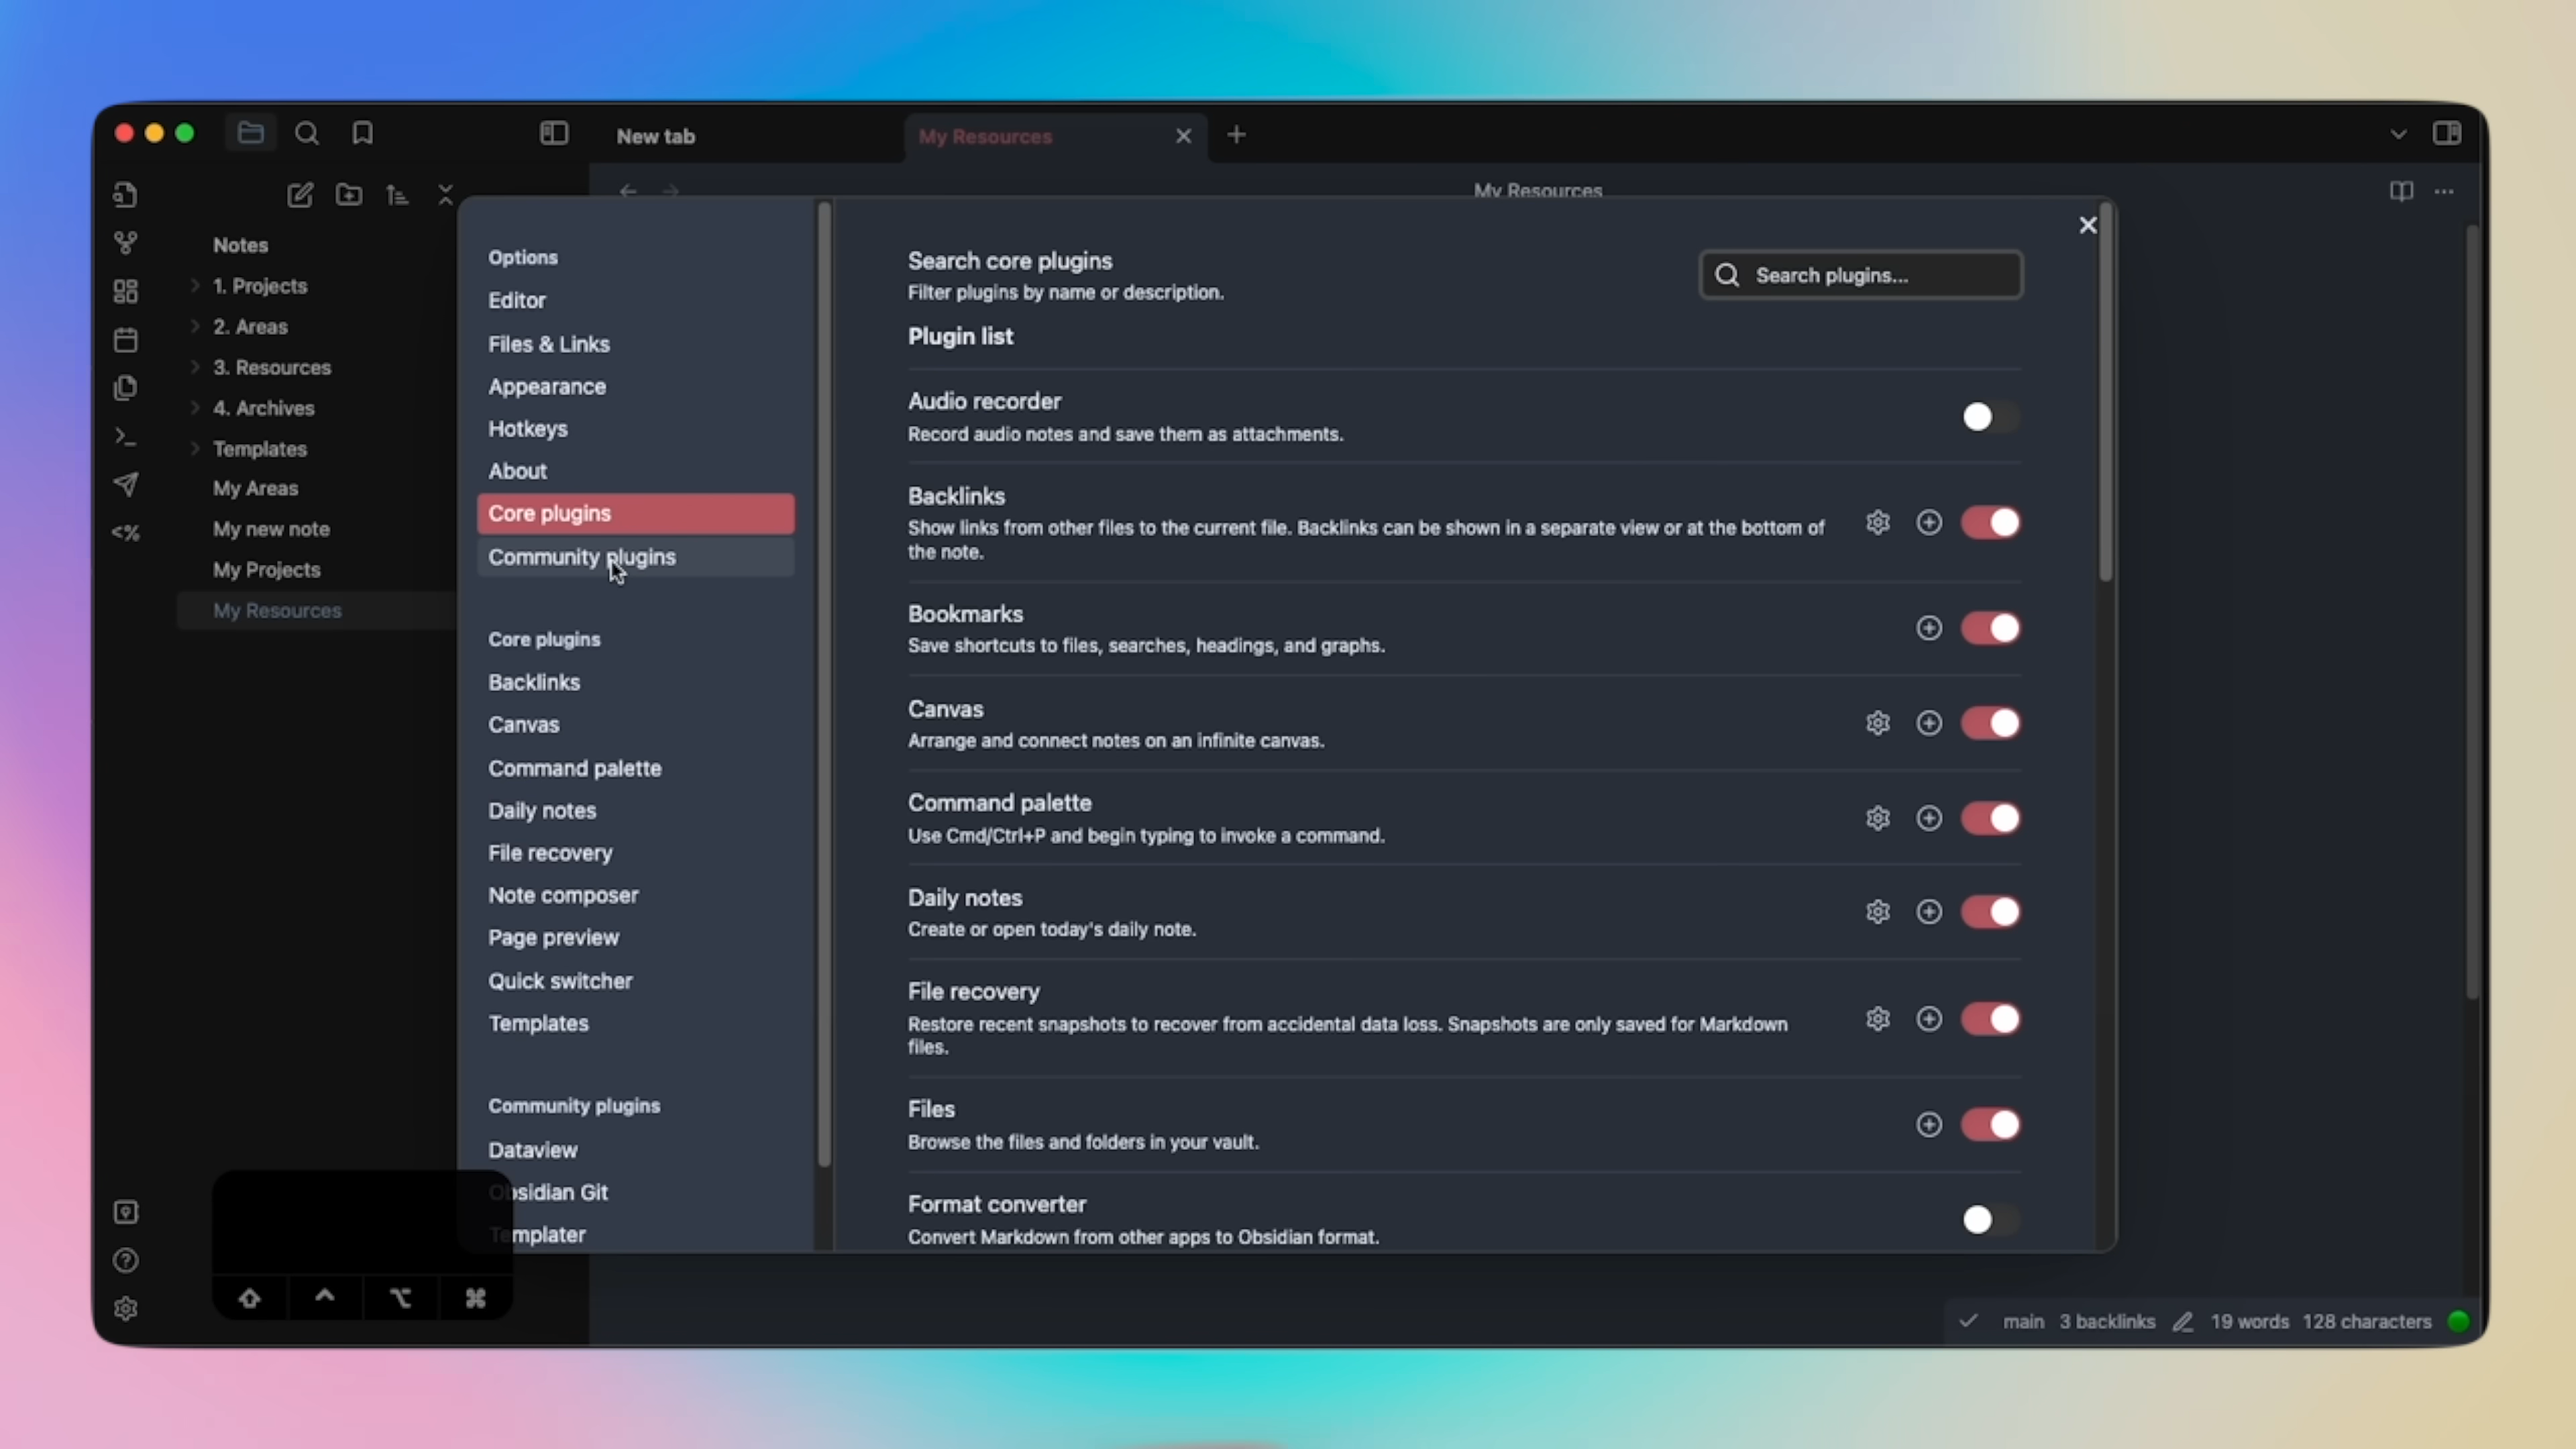 New tab
My Resources
My Resources
Notes
1. Projects
2. Areas
3. Resources
4. Archives
Templates
My Areas
My new note
My Projects
My Resources
Options
Editor
Files & Links
Appearance
Hotkeys
About
Core plugins
Community plugins
Core plugins
Backlinks
Canvas
Command palette
Daily notes
File recovery
Note composer
Page preview
Quick switcher
Templates
Community plugins
Dataview
Obsidian Git
Templater
Search core plugins
Filter plugins by name or description.
Search plugins...
Plugin list
Audio recorder
Record audio notes and save them as attachments.
Backlinks
Show links from other files to the current file. Backlinks can be shown in a separate view or at the bottom of
the note.
Bookmarks
Save shortcuts to files, searches, headings, and graphs.
Canvas
Arrange and connect notes on an infinite canvas.
Command palette
Use Cmd/Ctrl+P and begin typing to invoke a command.
Daily notes
Create or open today's daily note.
File recovery
Restore recent snapshots to recover from accidental data loss. Snapshots are only saved for Markdown
files.
Files
Browse the files and folders in your vault.
Format converter
Convert Markdown from other apps to Obsidian format.
main 3 backlinks 19 words 128 characters